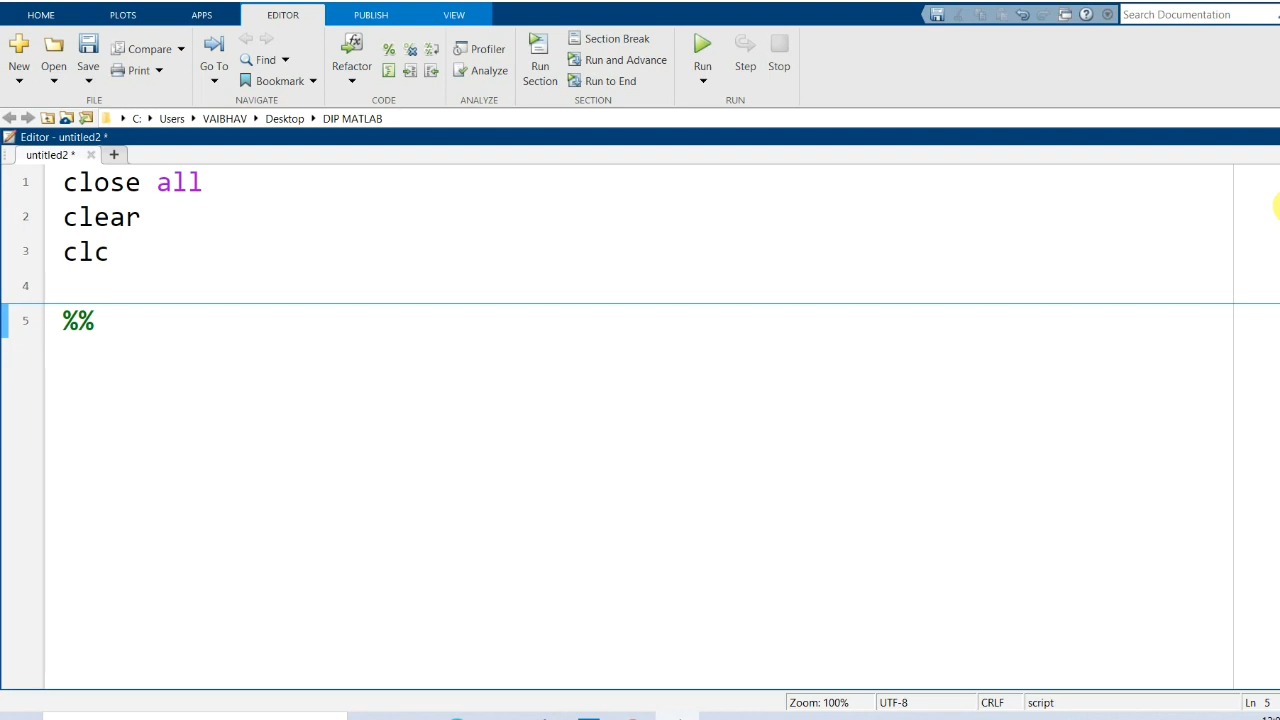 HOME PLOTS APPS EDITOR PUBLISH VIEW Search Documentation
New Open Save Compare Print Go To Find Bookmark Refactor Profiler Analyze Run Section Section Break Run and Advance Run to End Run Step Stop
FILE NAVIGATE CODE ANALYZE SECTION RUN
C: Users VAIBHAV Desktop DIP MATLAB
Editor - untitled2 *
untitled2 *
1 close all
2 clear
3 clc
4
5 %%
Zoom: 100% UTF-8 CRLF script Ln 5